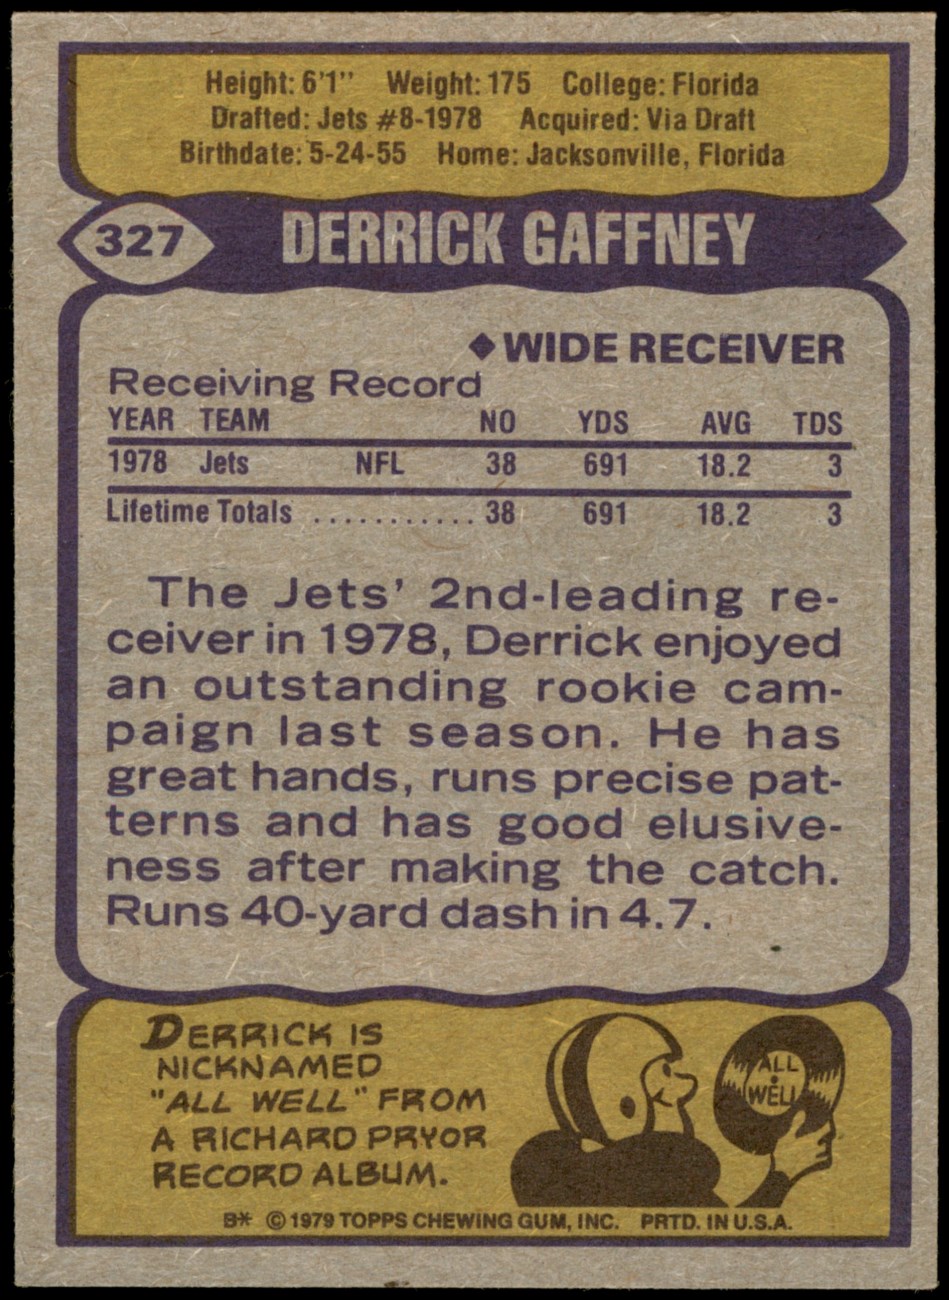 Height: 6'1" Weight: 175 College: Florida
Drafted: Jets #8-1978 Acquired: Via Draft
Birthdate: 5-24-55 Home: Jacksonville, Florida
327 DERRICK GAFFNEY
◆ WIDE RECEIVER
Receiving Record
YEAR TEAM NO YDS AVG TDS
1978 Jets NFL 38 691 18.2 3
Lifetime Totals ........... 38 691 18.2 3
The Jets' 2nd-leading re-
ceiver in 1978, Derrick enjoyed
an outstanding rookie cam-
paign last season. He has
great hands, runs precise pat-
terns and has good elusive-
ness after making the catch.
Runs 40-yard dash in 4.7.
DERRICK IS
NICKNAMED
"ALL WELL" FROM
A RICHARD PRYOR
RECORD ALBUM.
ALL
WELL
B* © 1979 TOPPS CHEWING GUM, INC. PRTD. IN U.S.A.